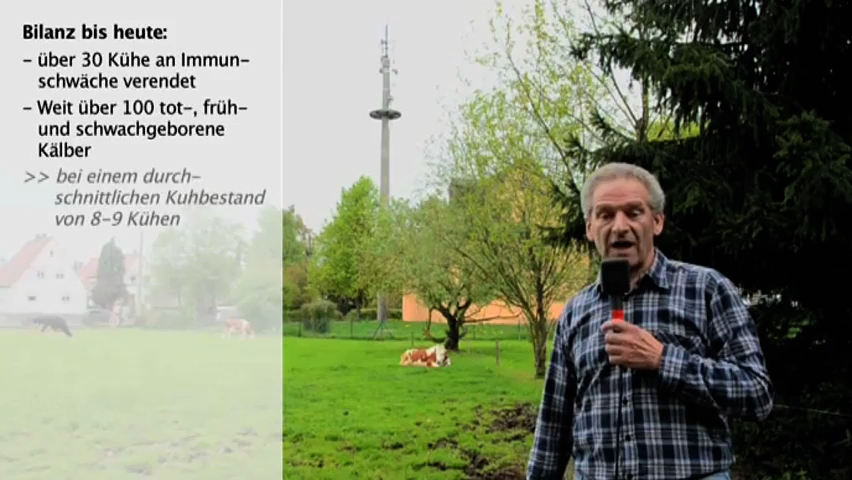 Bilanz bis heute:
- über 30 Kühe an Immun-
schwäche verendet
- Weit über 100 tot-, früh-
und schwachgeborene
Kälber
>> bei einem durch-
schnittlichen Kuhbestand
von 8-9 Kühen